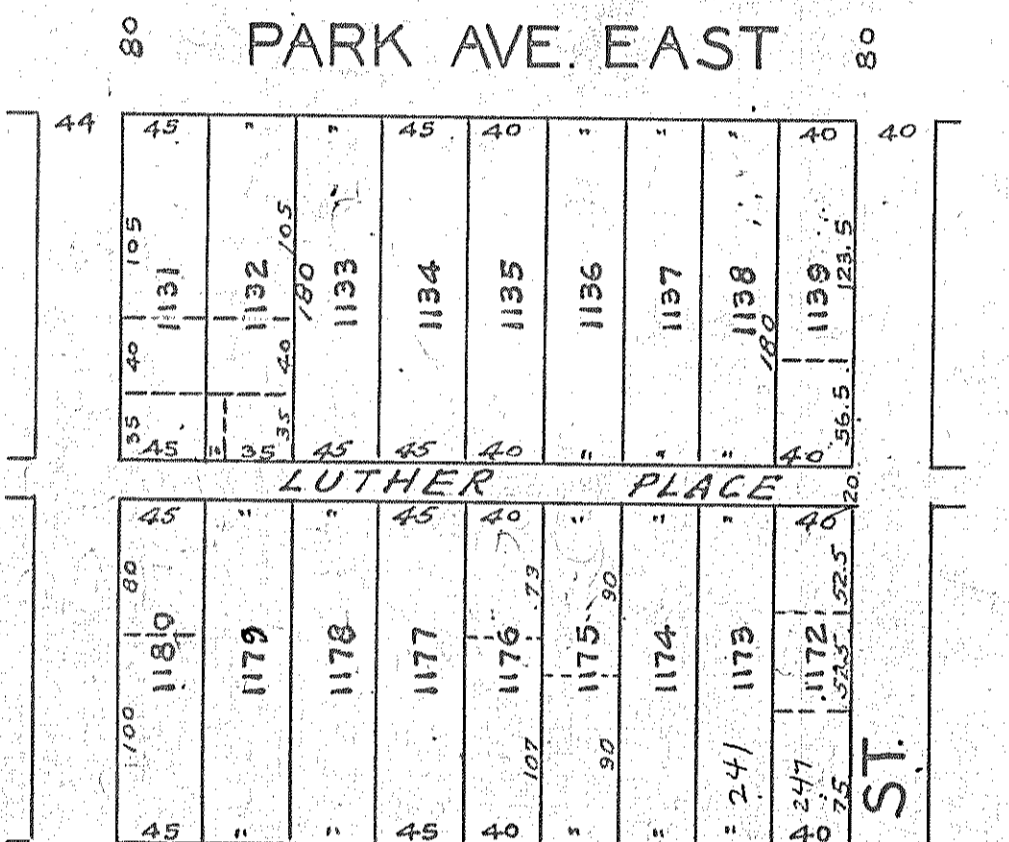 80 PARK AVE. EAST 80
44 45 " " 45 40 " " " 40 40
105 105 123.5
1131 1132 180 1133 1134 1135 1136 1137 1138 180 1139
40 40 56.5
35 35
45 " 35 45 45 40 " " " 40
LUTHER PLACE 20
45 " " 45 40 " " " 40
80 73 90 52.5
1180 1179 1178 1177 1176 1175 1174 1173 1172 52.5
100 107 90 241 247 75 ST.
45 " " 45 40 " " " 40